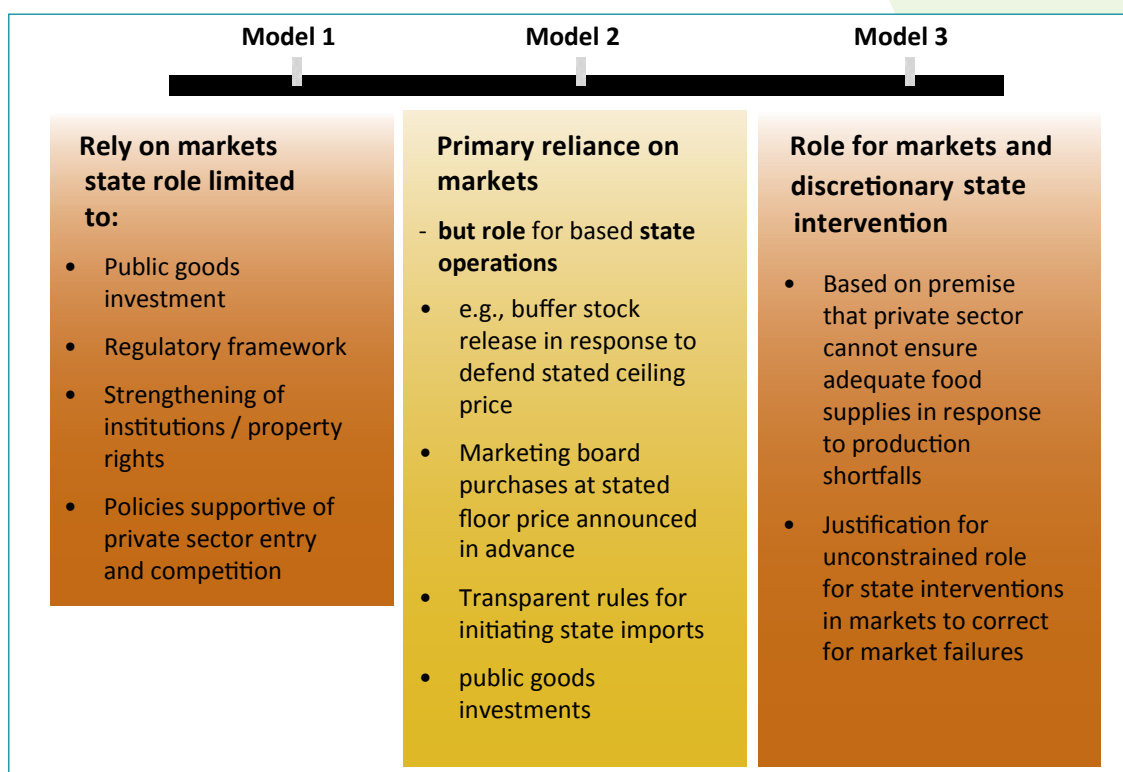 Model 1
Model 2
Model 3
Rely on markets
state role limited
to:
• Public goods
investment
• Regulatory framework
• Strengthening of
institutions / property
rights
• Policies supportive of
private sector entry
and competition
Primary reliance on
markets
- but role for based state
operations
• e.g., buffer stock
release in response to
defend stated ceiling
price
• Marketing board
purchases at stated
floor price announced
in advance
• Transparent rules for
initiating state imports
• public goods
investments
Role for markets and
discretionary state
intervention
• Based on premise
that private sector
cannot ensure
adequate food
supplies in response
to production
shortfalls
• Justification for
unconstrained role
for state interventions
in markets to correct
for market failures